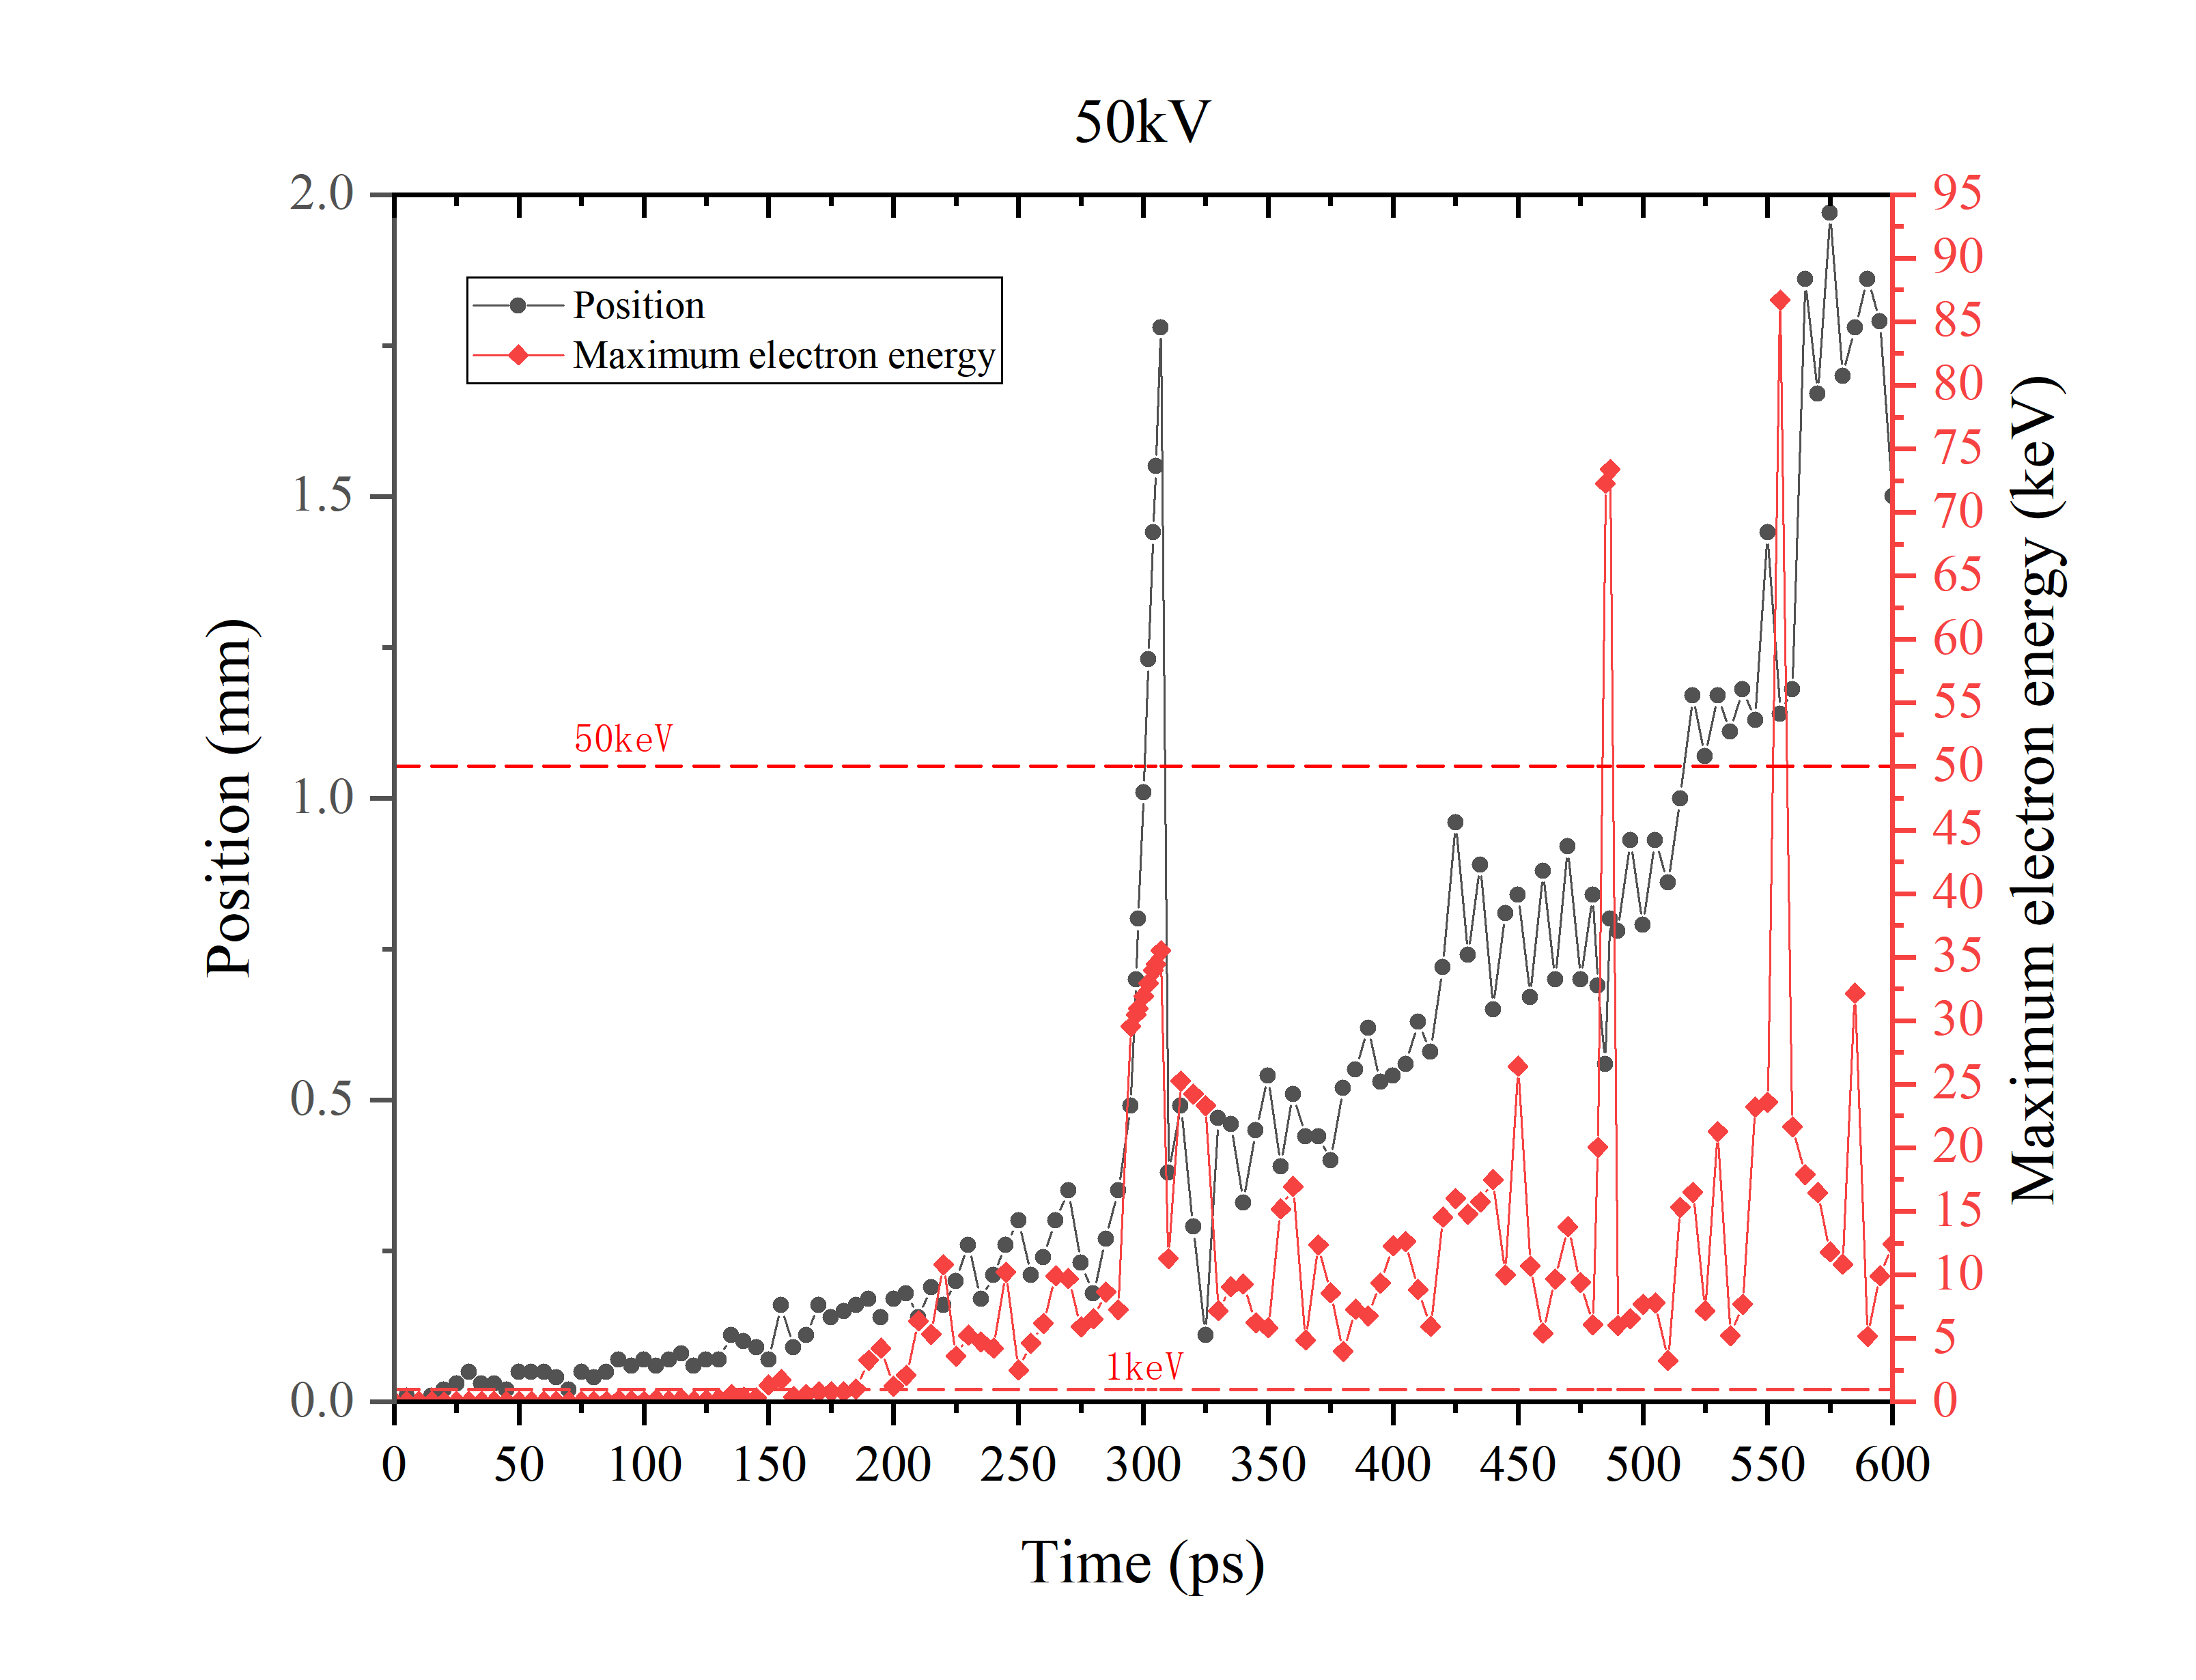 50kV
Position
Maximum electron energy
Position (mm)
2.0
1.5
1.0
0.5
0.0
50keV
1keV
95
90
85
80
75
70
65
60
55
50
45
40
35
30
25
20
15
10
5
0
Maximum electron energy (keV)
0 50 100 150 200 250 300 350 400 450 500 550 600
Time (ps)